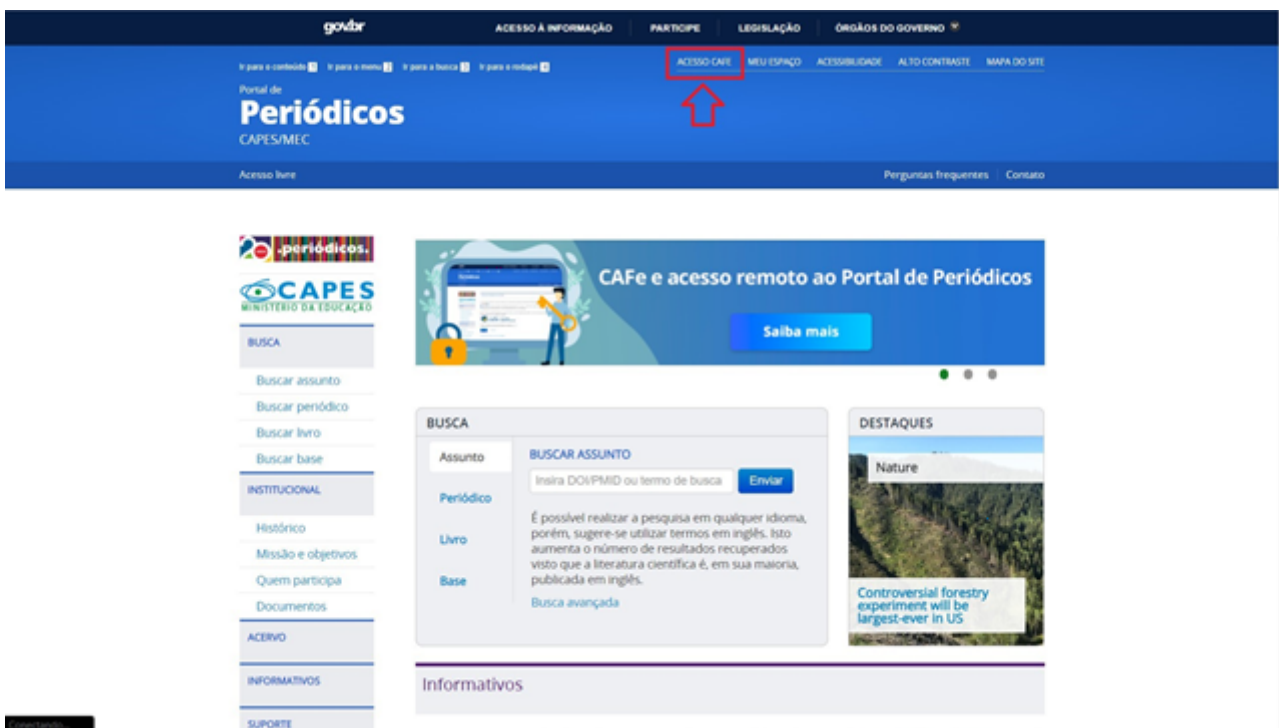 govbr
ACESSO À INFORMAÇÃO PARTICIPE LEGISLAÇÃO ÓRGÃOS DO GOVERNO
Ir para o conteúdo 1 Ir para o menu 2 Ir para a busca 3 Ir para o rodapé 4
ACESSO CAFE MEU ESPAÇO ACESSIBILIDADE ALTO CONTRASTE MAPA DO SITE
Portal de
Periódicos
CAPES/MEC
Acesso livre
Perguntas frequentes Contato
.periódicos.
CAPES
MINISTÉRIO DA EDUCAÇÃO
CAFe e acesso remoto ao Portal de Periódicos
Saiba mais
BUSCA
Buscar assunto
Buscar periódico
Buscar livro
Buscar base
INSTITUCIONAL
Histórico
Missão e objetivos
Quem participa
Documentos
ACERVO
INFORMATIVOS
SUPORTE
BUSCA
Assunto
Periódico
Livro
Base
BUSCAR ASSUNTO
Insira DOI/PMID ou termo de busca
Enviar
É possível realizar a pesquisa em qualquer idioma,
porém, sugere-se utilizar termos em inglês. Isto
aumenta o número de resultados recuperados
visto que a literatura científica é, em sua maioria,
publicada em inglês.
Busca avançada
DESTAQUES
Nature
Controversial forestry
experiment will be
largest-ever in US
Informativos
Conectando...